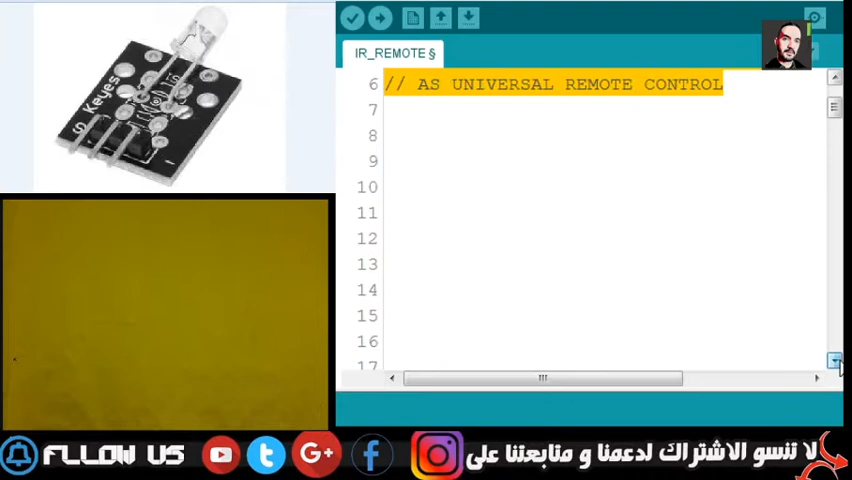 S Keyes
IR_REMOTE §
6 // AS UNIVERSAL REMOTE CONTROL
7
8
9
10
11
12
13
14
15
16
17
FLLOW US
لا تنسو الاشتراك لدعمنا و متابعتنا على